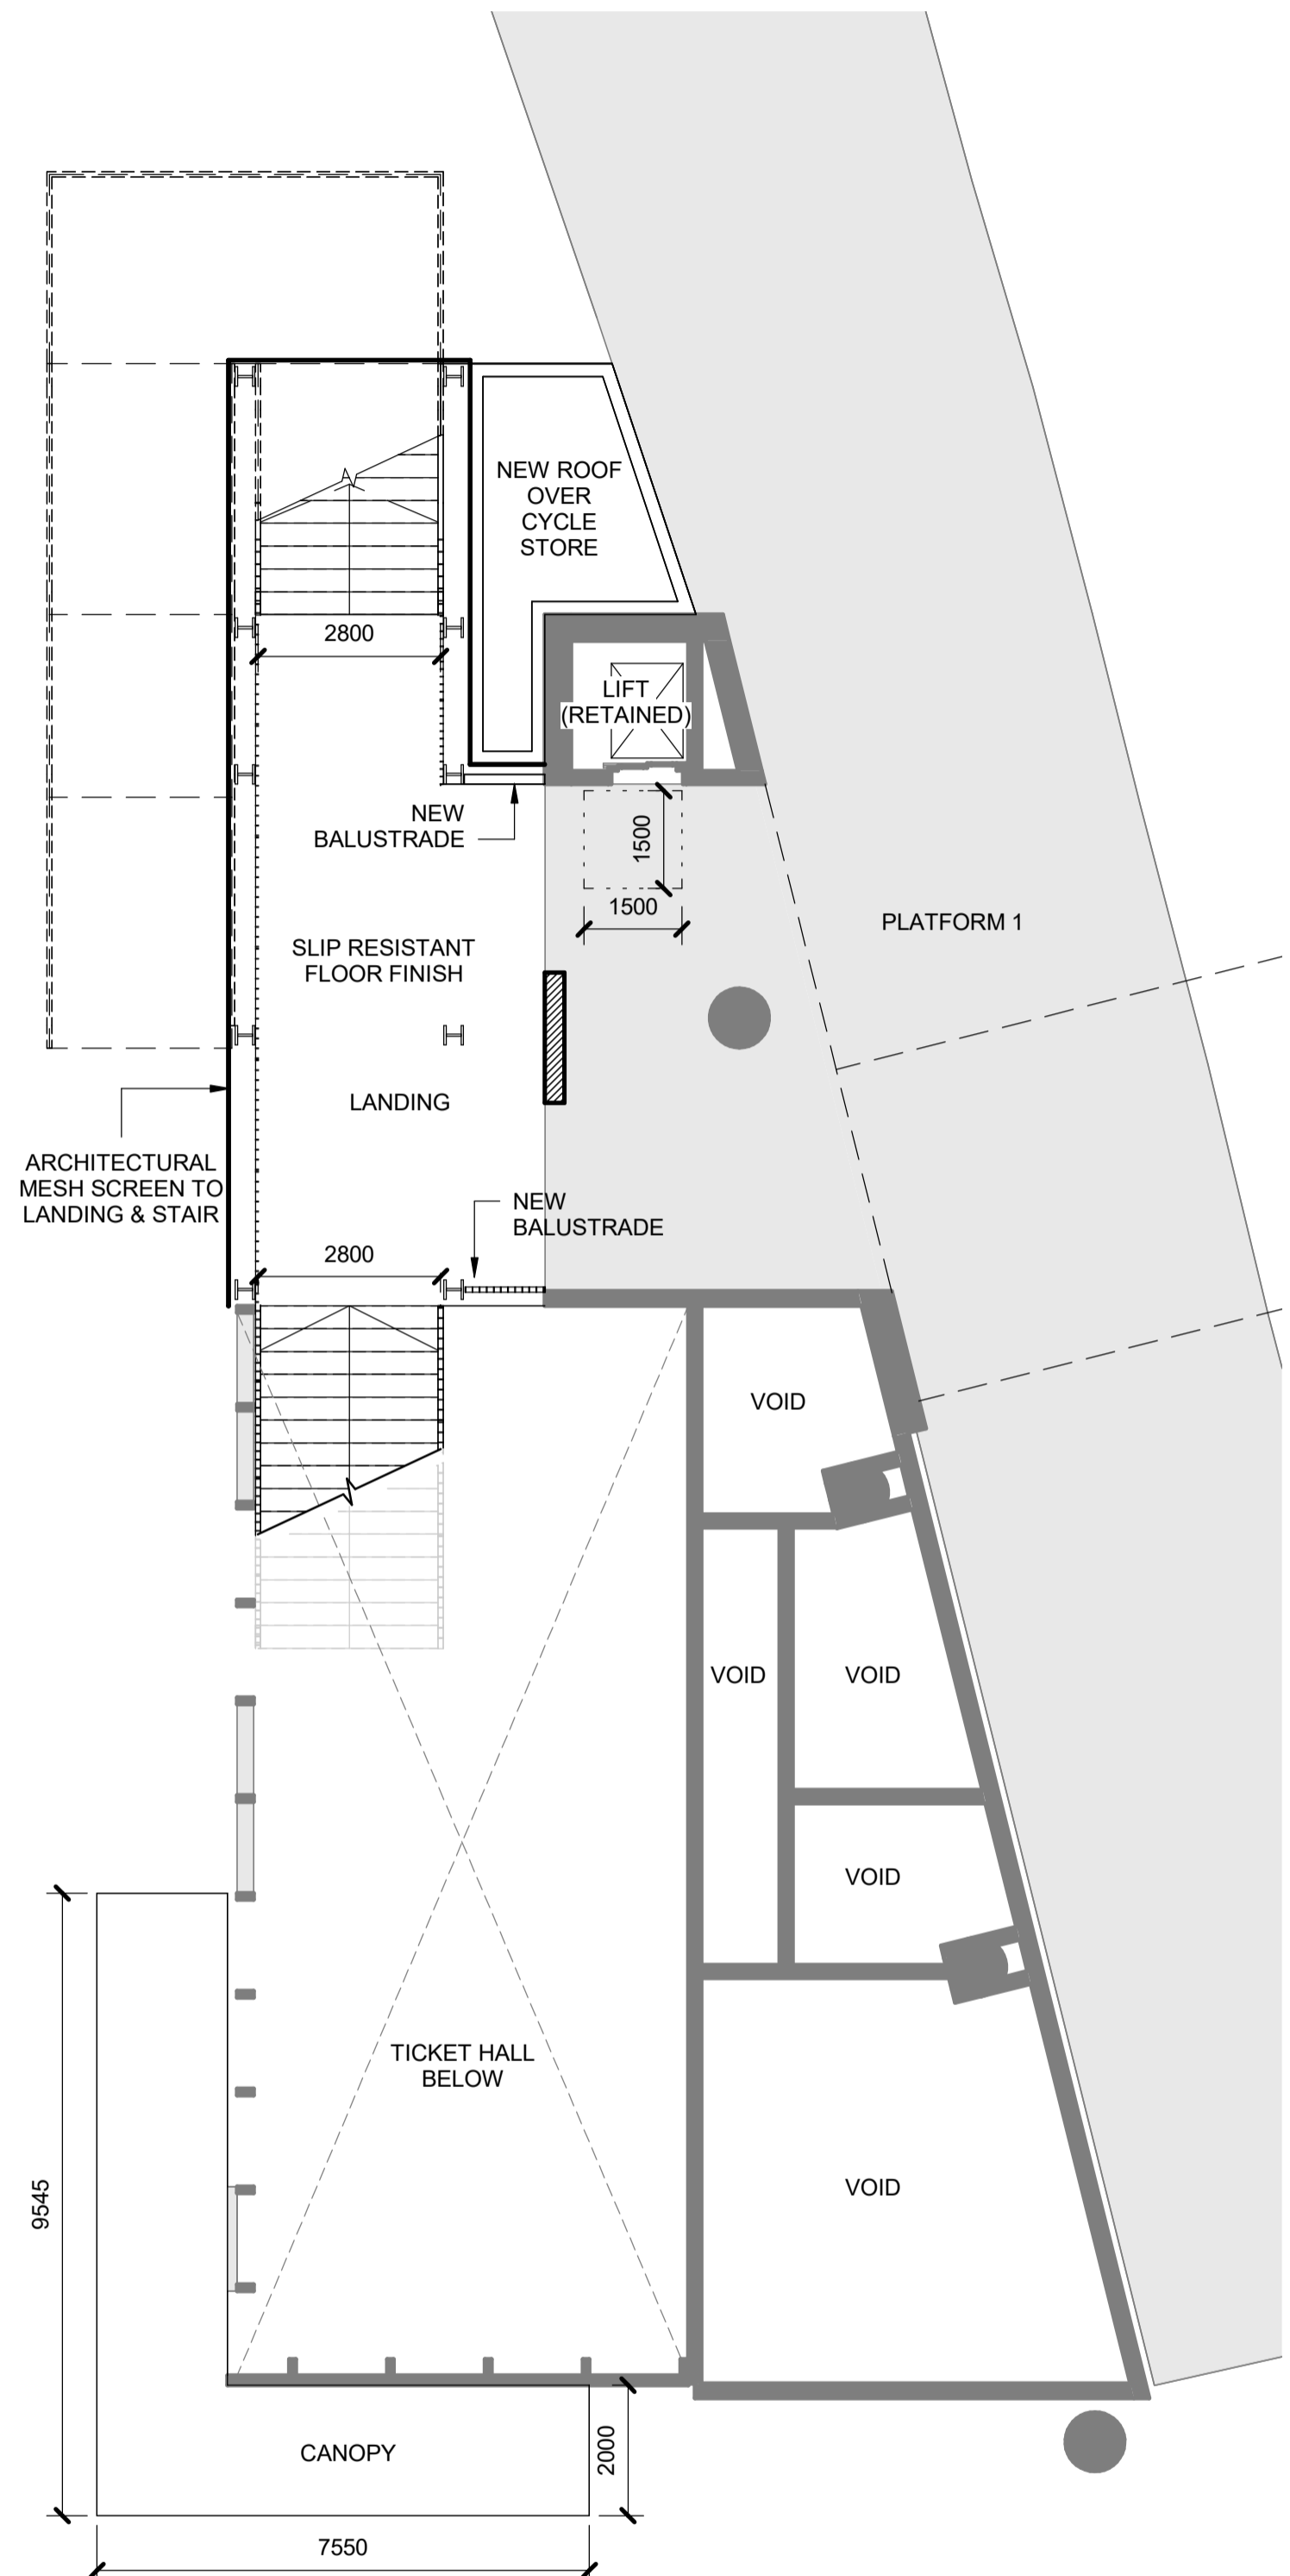 NEW ROOF
OVER
CYCLE
STORE
2800
LIFT
(RETAINED)
NEW
BALUSTRADE
1500
1500
PLATFORM 1
SLIP RESISTANT
FLOOR FINISH
LANDING
ARCHITECTURAL
MESH SCREEN TO
LANDING & STAIR
NEW
BALUSTRADE
2800
VOID
VOID
VOID
VOID
TICKET HALL
BELOW
VOID
9545
CANOPY
2000
7550